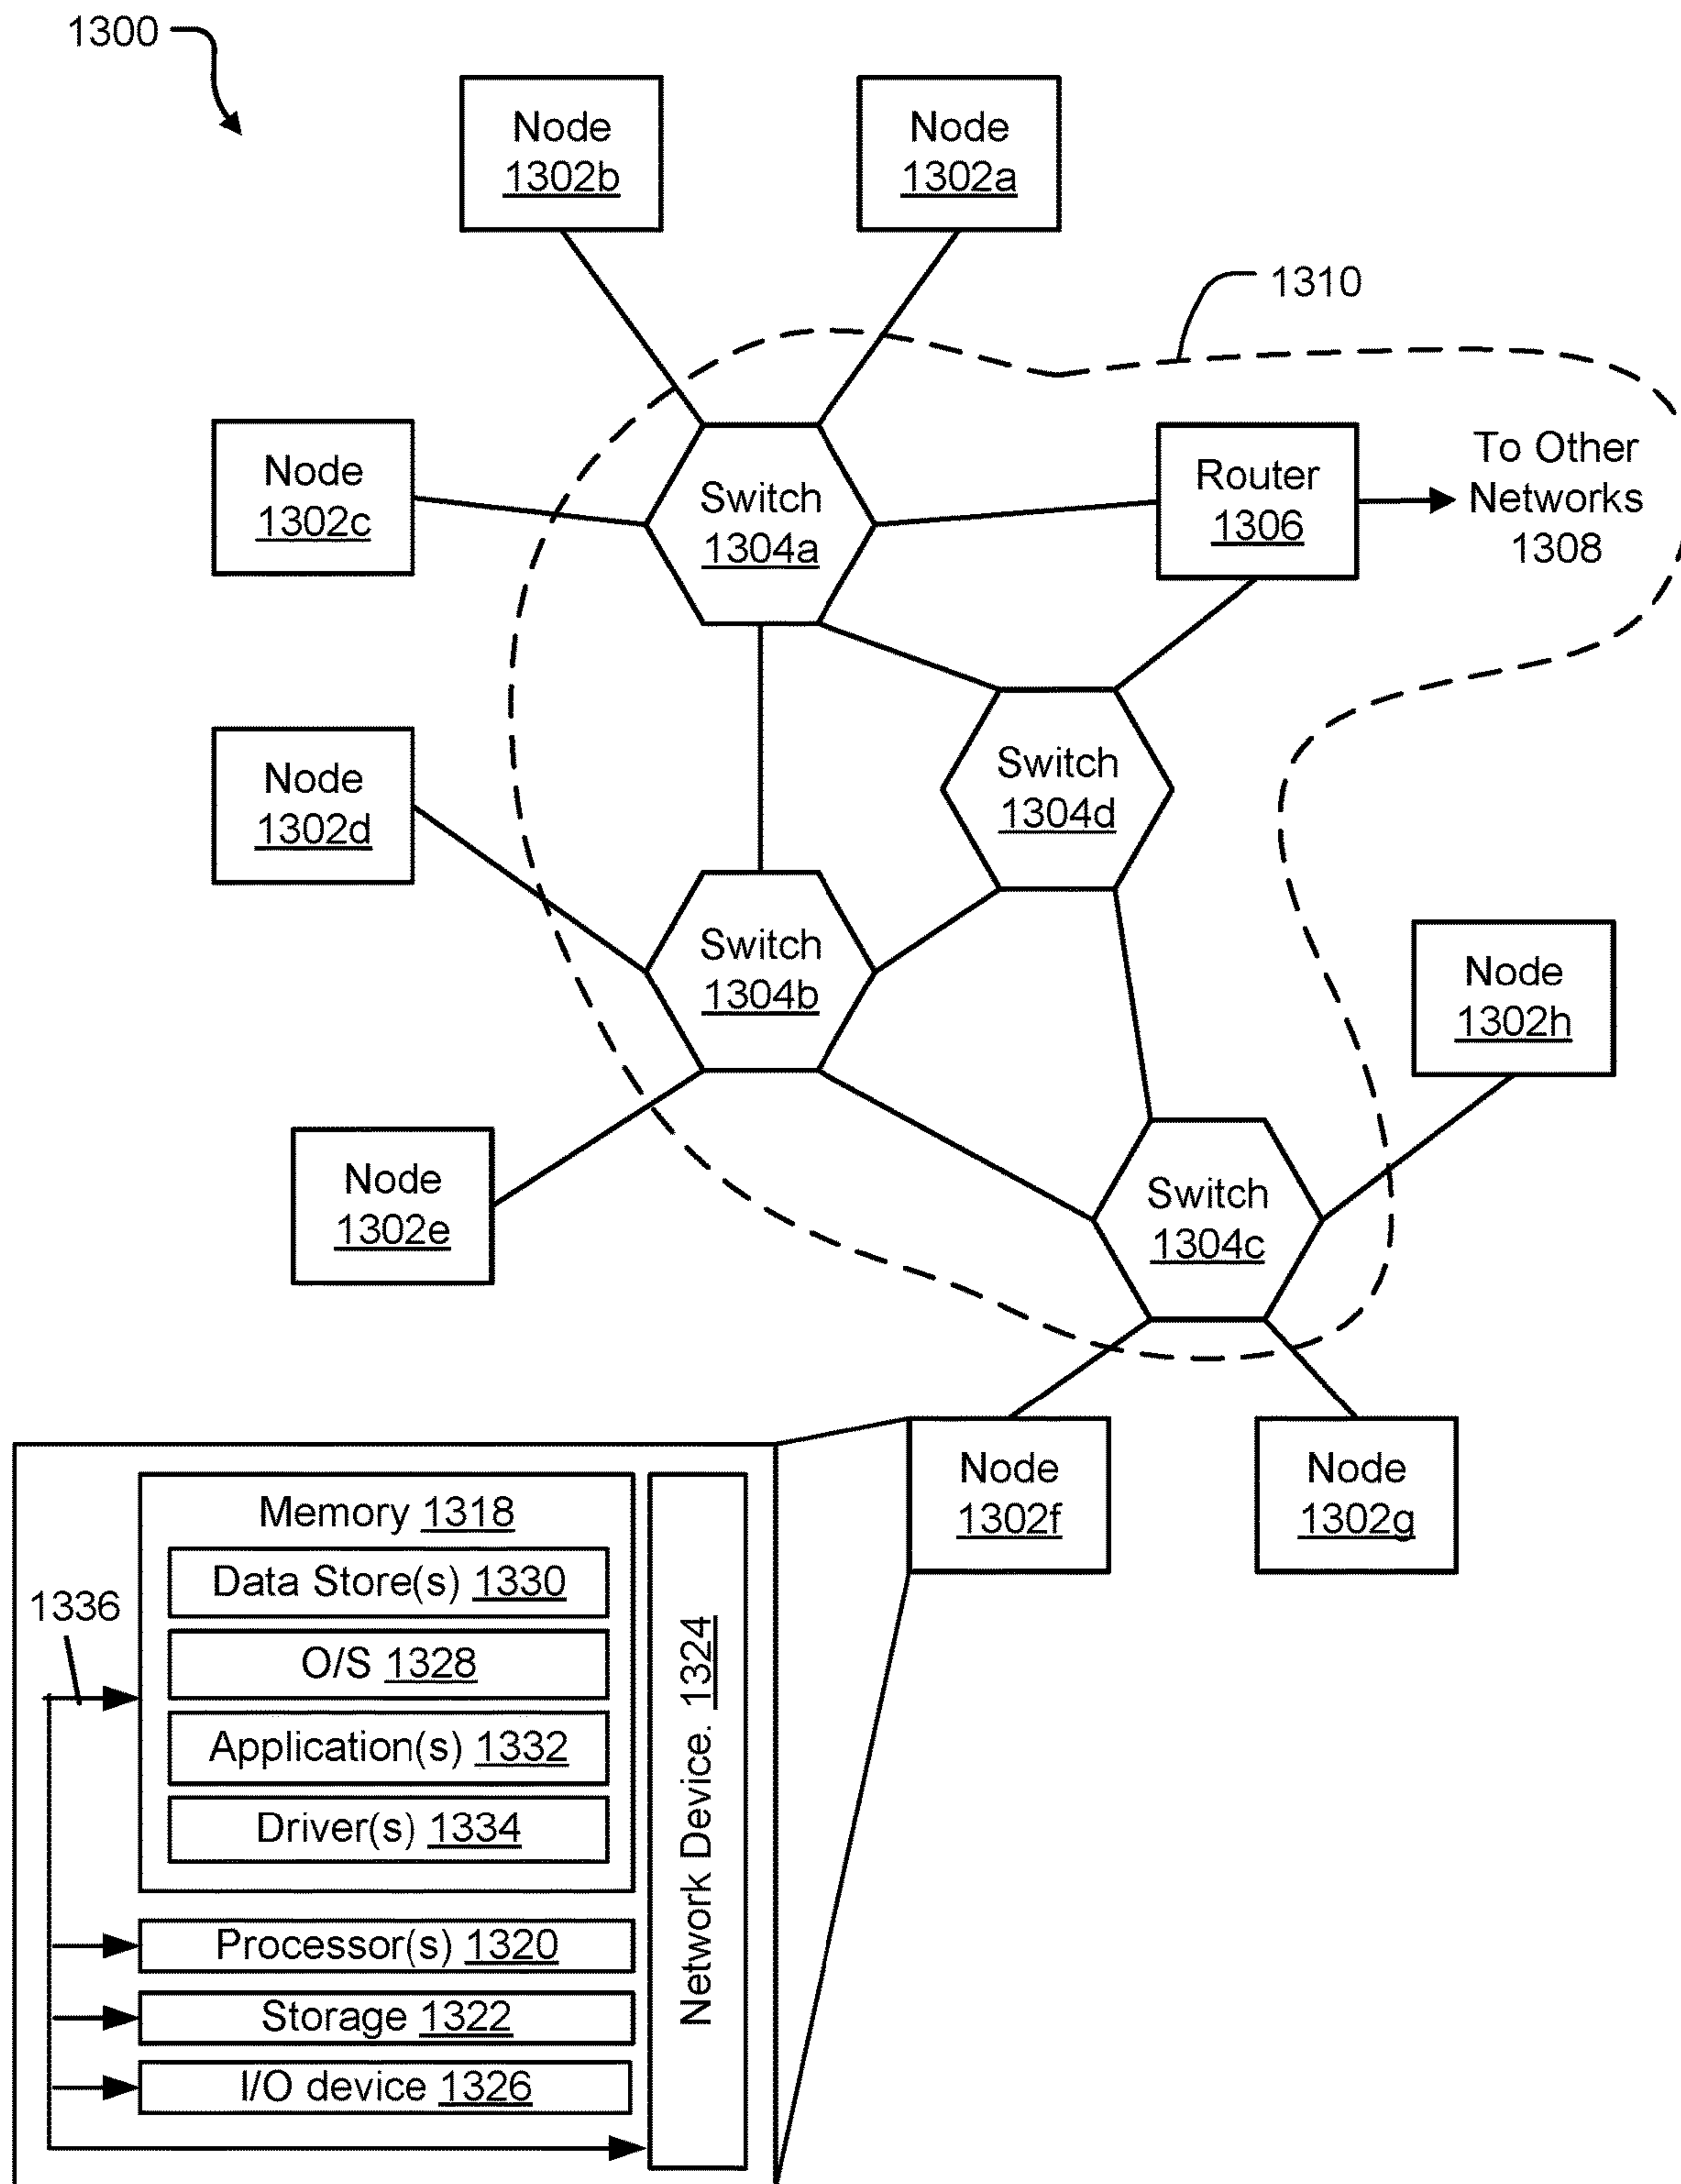 1300
Node
1302b
Node
1302a
1310
Node
1302c
Switch
1304a
Router
1306
To Other
Networks
1308
Node
1302d
Switch
1304d
Switch
1304b
Node
1302h
Node
1302e
Switch
1304c
Node
1302f
Node
1302g
Memory 1318
Data Store(s) 1330
1336
O/S 1328
Application(s) 1332
Driver(s) 1334
Processor(s) 1320
Storage 1322
I/O device 1326
Network Device. 1324